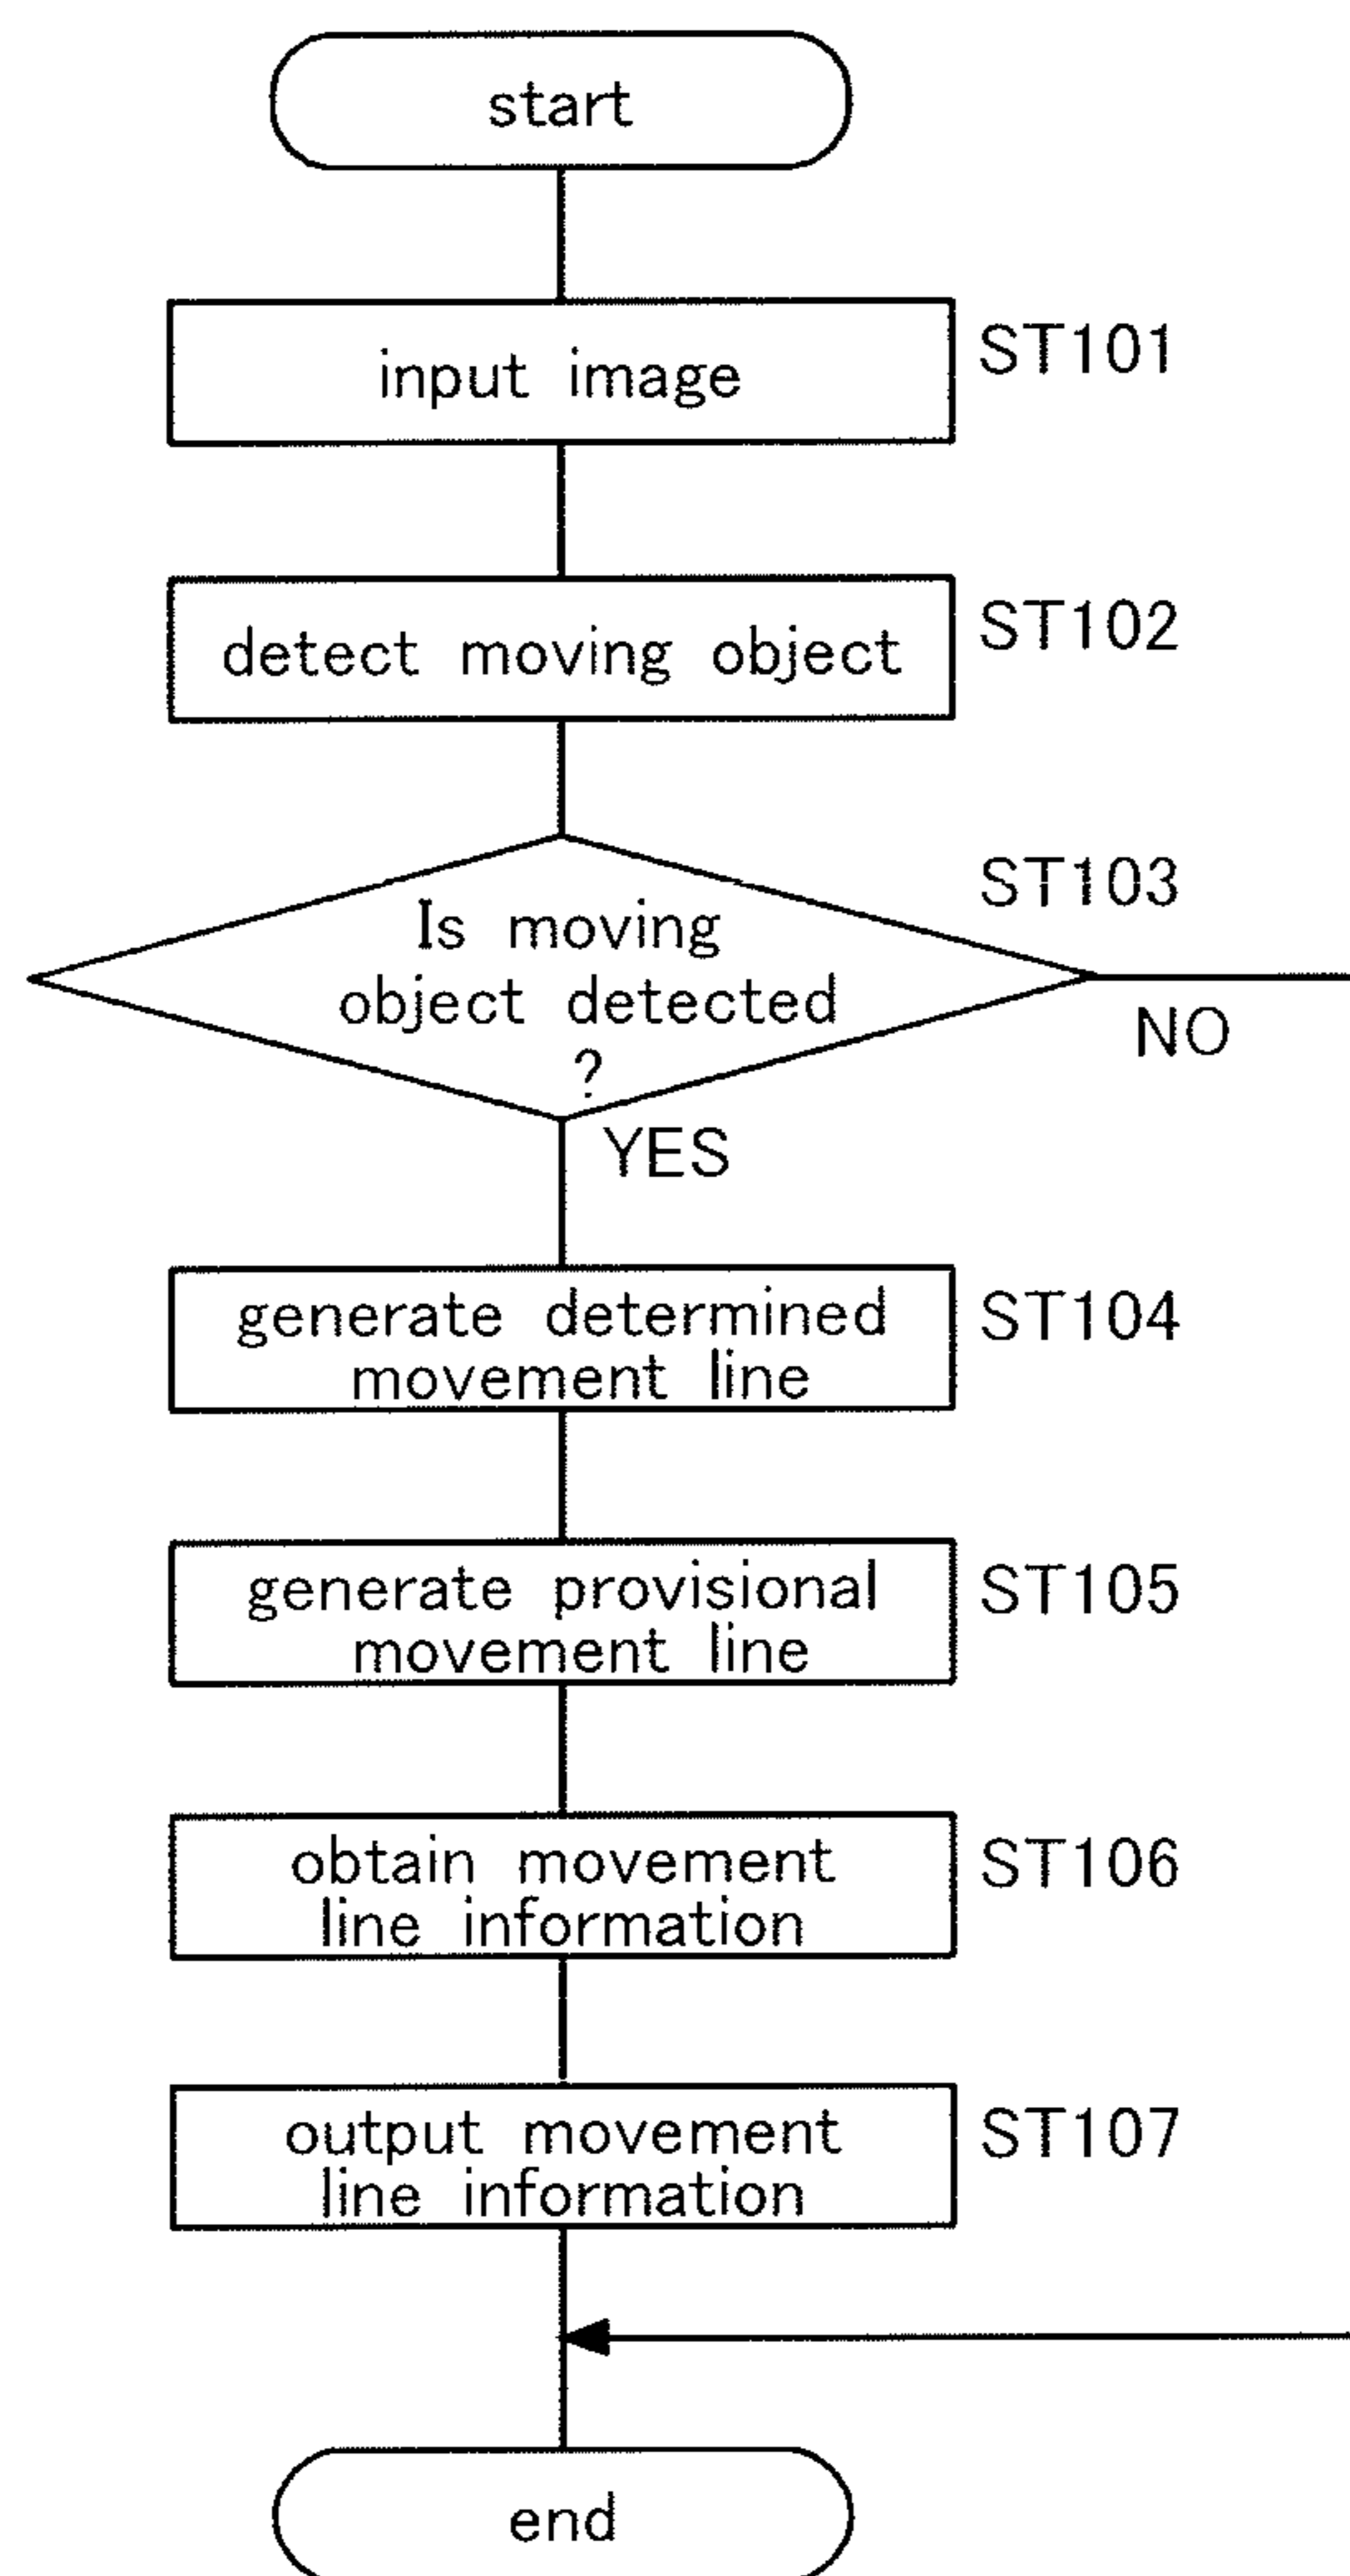 start
input image
ST101
detect moving object
ST102
ST103
Is moving
object detected
?
NO
YES
generate determined
movement line
ST104
generate provisional
movement line
ST105
obtain movement
line information
ST106
output movement
line information
ST107
end